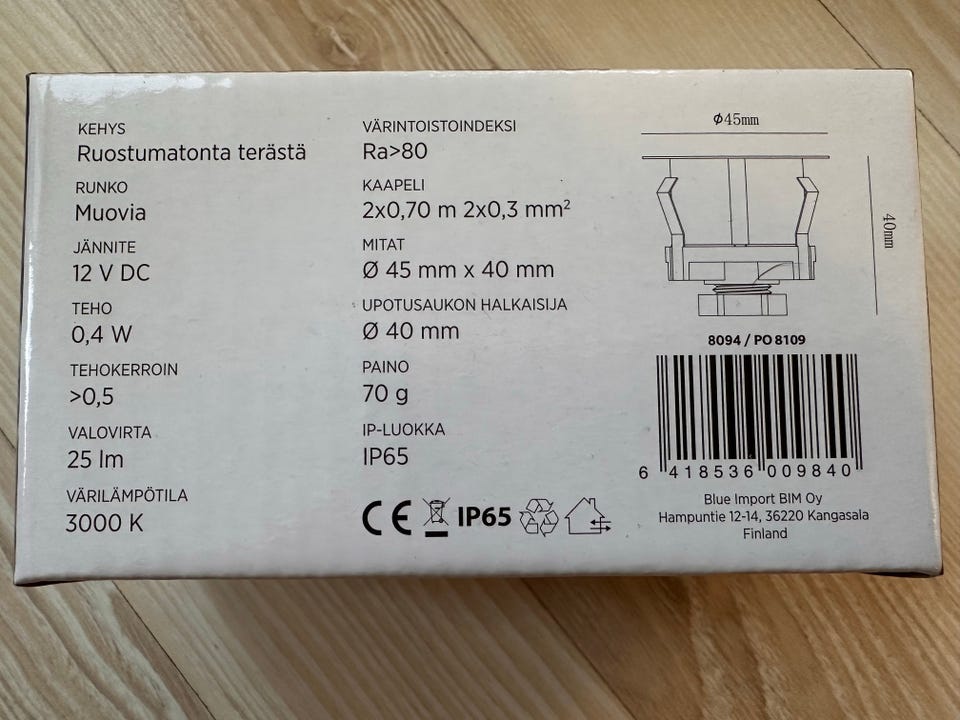 KEHYS
Ruostumatonta terästä
RUNKO
Muovia
JÄNNITE
12 V DC
TEHO
0,4 W
TEHOKERROIN
>0,5
VALOVIRTA
25 lm
VÄRILÄMPÖTILA
3000 K
VÄRINTOISTOINDEKSI
Ra>80
KAAPELI
2x0,70 m 2x0,3 mm²
MITAT
Ø 45 mm x 40 mm
UPOTUSAUKON HALKAISIJA
Ø 40 mm
PAINO
70 g
IP-LUOKKA
IP65
CE IP65
ϕ45mm
40mm
8094 / PO 8109
6 418536 009840
Blue Import BIM Oy
Hampuntie 12-14, 36220 Kangasala
Finland